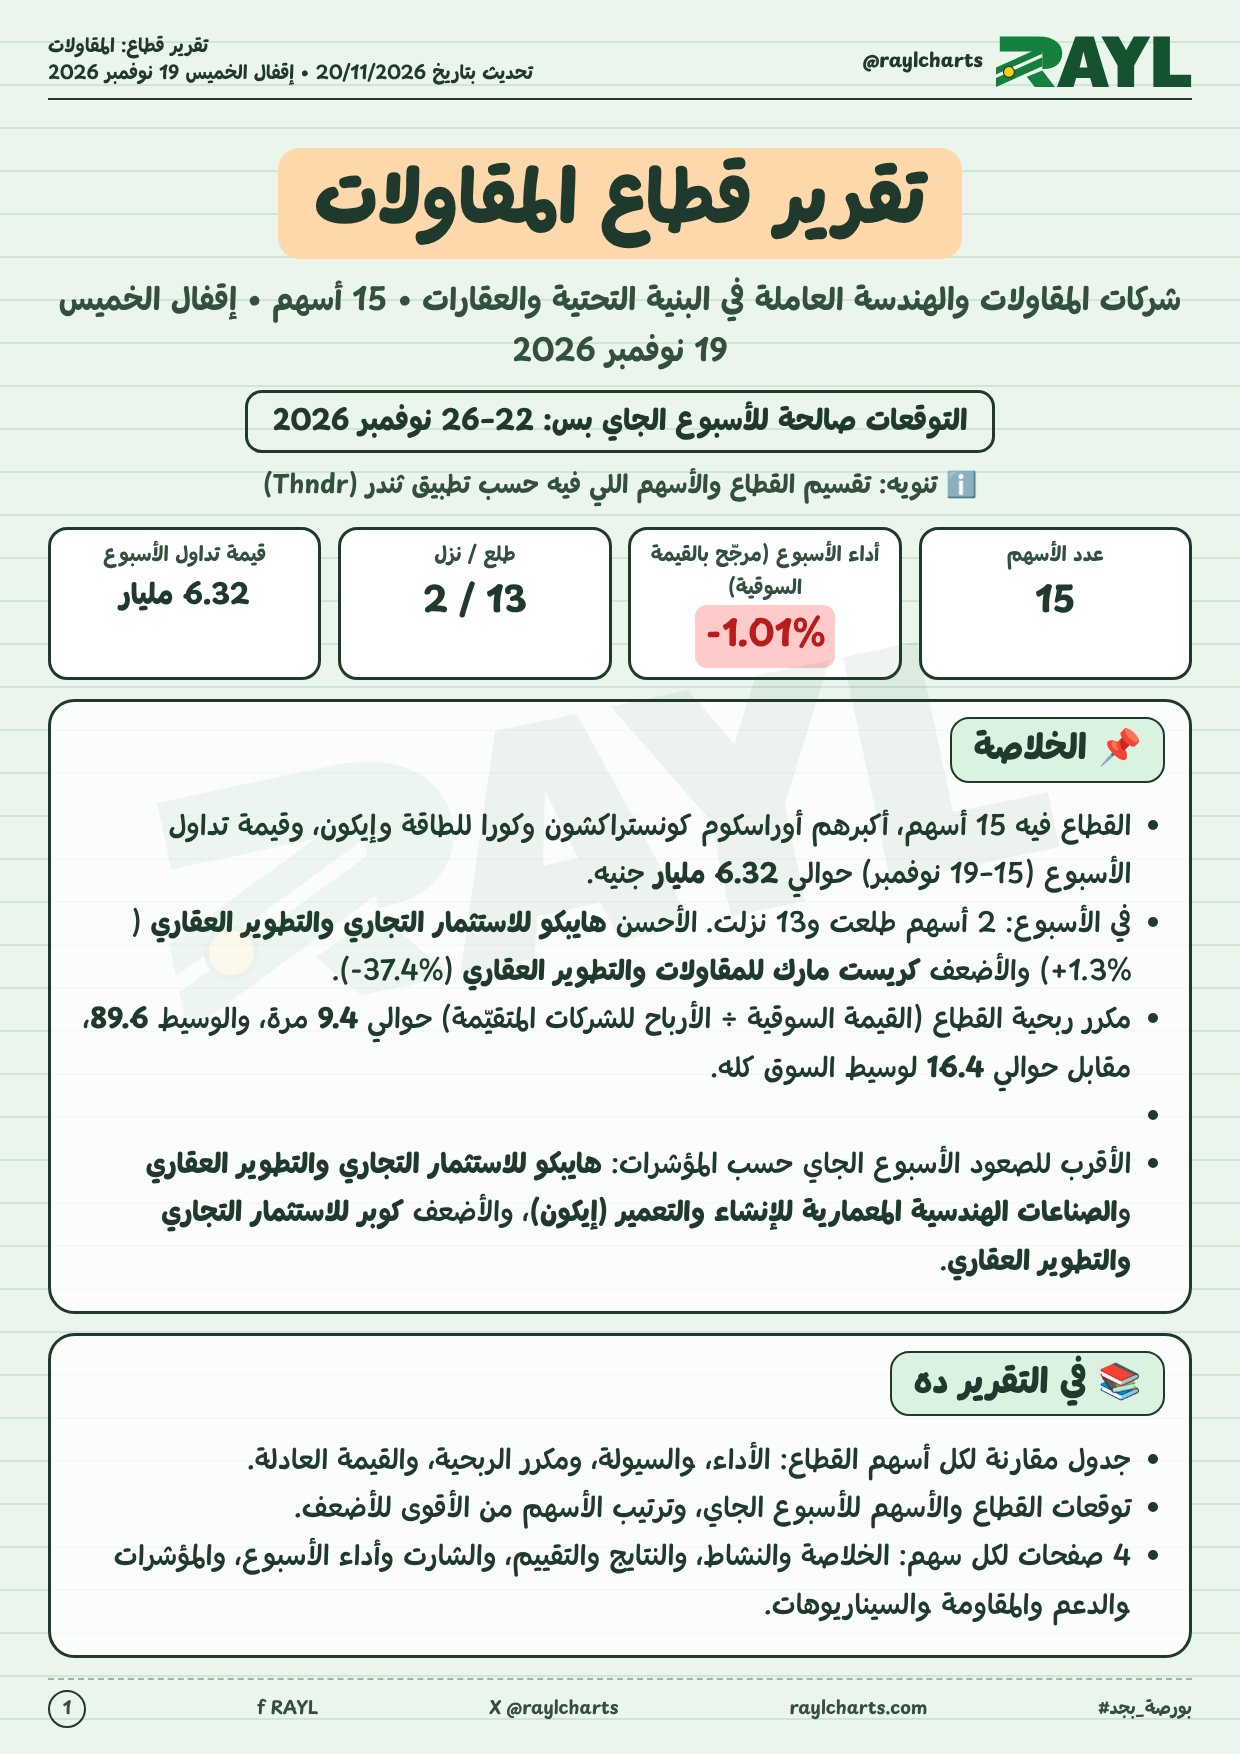 RAYL @raylcharts
تقرير قطاع: المقاولات
تحديث بتاريخ 20/11/2026 • إقفال الخميس 19 نوفمبر 2026
تقرير قطاع المقاولات
شركات المقاولات والهندسة العاملة في البنية التحتية والعقارات • 15 أسهم • إقفال الخميس
19 نوفمبر 2026
التوقعات صالحة للأسبوع الجاي بس: 22–26 نوفمبر 2026
ℹ️ تنويه: تقسيم القطاع والأسهم اللي فيه حسب تطبيق ثندر (Thndr)
عدد الأسهم
15
أداء الأسبوع (مرجّح بالقيمة
السوقية)
-1.01%
طلع / نزل
2 / 13
قيمة تداول الأسبوع
6.32 مليار
RAYL
📌 الخلاصة
• القطاع فيه 15 أسهم، أكبرهم أوراسكوم كونستراكشون وكورا للطاقة وإيكون، وقيمة تداول
الأسبوع (15–19 نوفمبر) حوالي 6.32 مليار جنيه.
• في الأسبوع: 2 أسهم طلعت و13 نزلت. الأحسن هايبكو للاستثمار التجاري والتطوير العقاري (
+1.3%) والأضعف كريست مارك للمقاولات والتطوير العقاري (-37.4%).
• مكرر ربحية القطاع (القيمة السوقية ÷ الأرباح للشركات المتقيّمة) حوالي 9.4 مرة، والوسيط 89.6،
مقابل حوالي 16.4 لوسيط السوق كله.
•
• الأقرب للصعود الأسبوع الجاي حسب المؤشرات: هايبكو للاستثمار التجاري والتطوير العقاري
والصناعات الهندسية المعمارية للإنشاء والتعمير (إيكون)، والأضعف كوبر للاستثمار التجاري
والتطوير العقاري.
📚 في التقرير ده
• جدول مقارنة لكل أسهم القطاع: الأداء، والسيولة، ومكرر الربحية، والقيمة العادلة.
• توقعات القطاع والأسهم للأسبوع الجاي، وترتيب الأسهم من الأقوى للأضعف.
• 4 صفحات لكل سهم: الخلاصة والنشاط، والنتايج والتقييم، والشارت وأداء الأسبوع، والمؤشرات
والدعم والمقاومة والسيناريوهات.
#بورصة_بجد
raylcharts.com
X @raylcharts
f RAYL
1